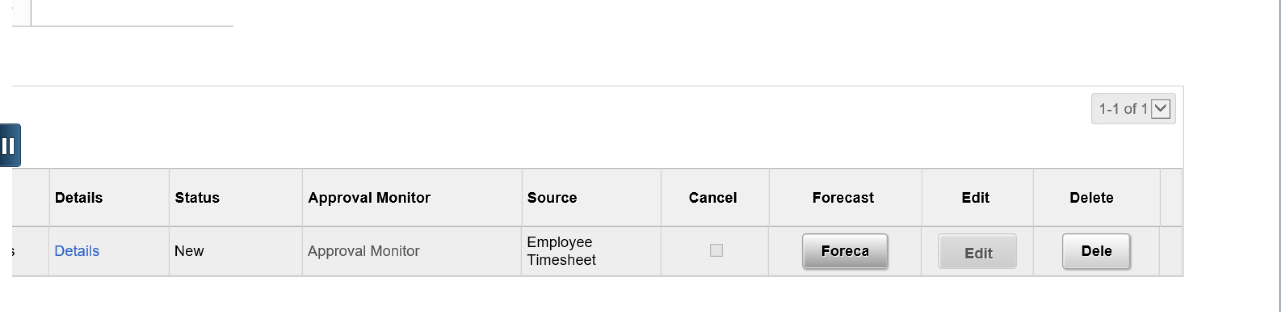 1-1 of 1
Details Status Approval Monitor Source Cancel Forecast Edit Delete
Details New Approval Monitor Employee Timesheet Foreca Edit Dele